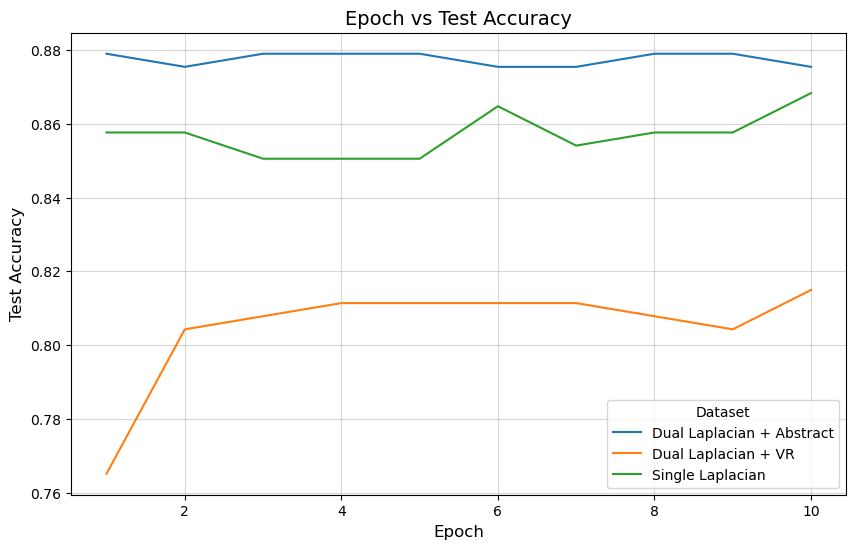 Epoch vs Test Accuracy
Test Accuracy
0.88
0.86
0.84
0.82
0.80
0.78
0.76
2 4 6 8 10
Epoch
Dataset
Dual Laplacian + Abstract
Dual Laplacian + VR
Single Laplacian